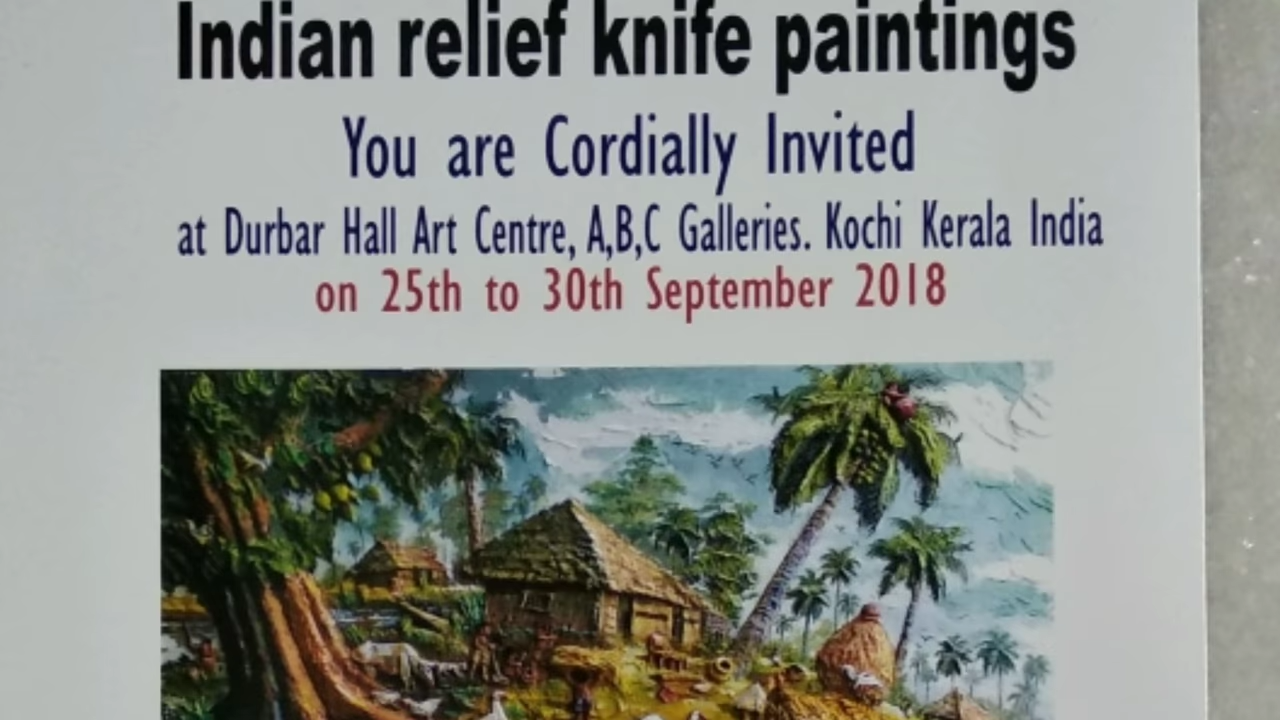 Indian relief knife paintings
You are Cordially Invited
at Durbar Hall Art Centre, A,B,C Galleries. Kochi Kerala India
on 25th to 30th September 2018